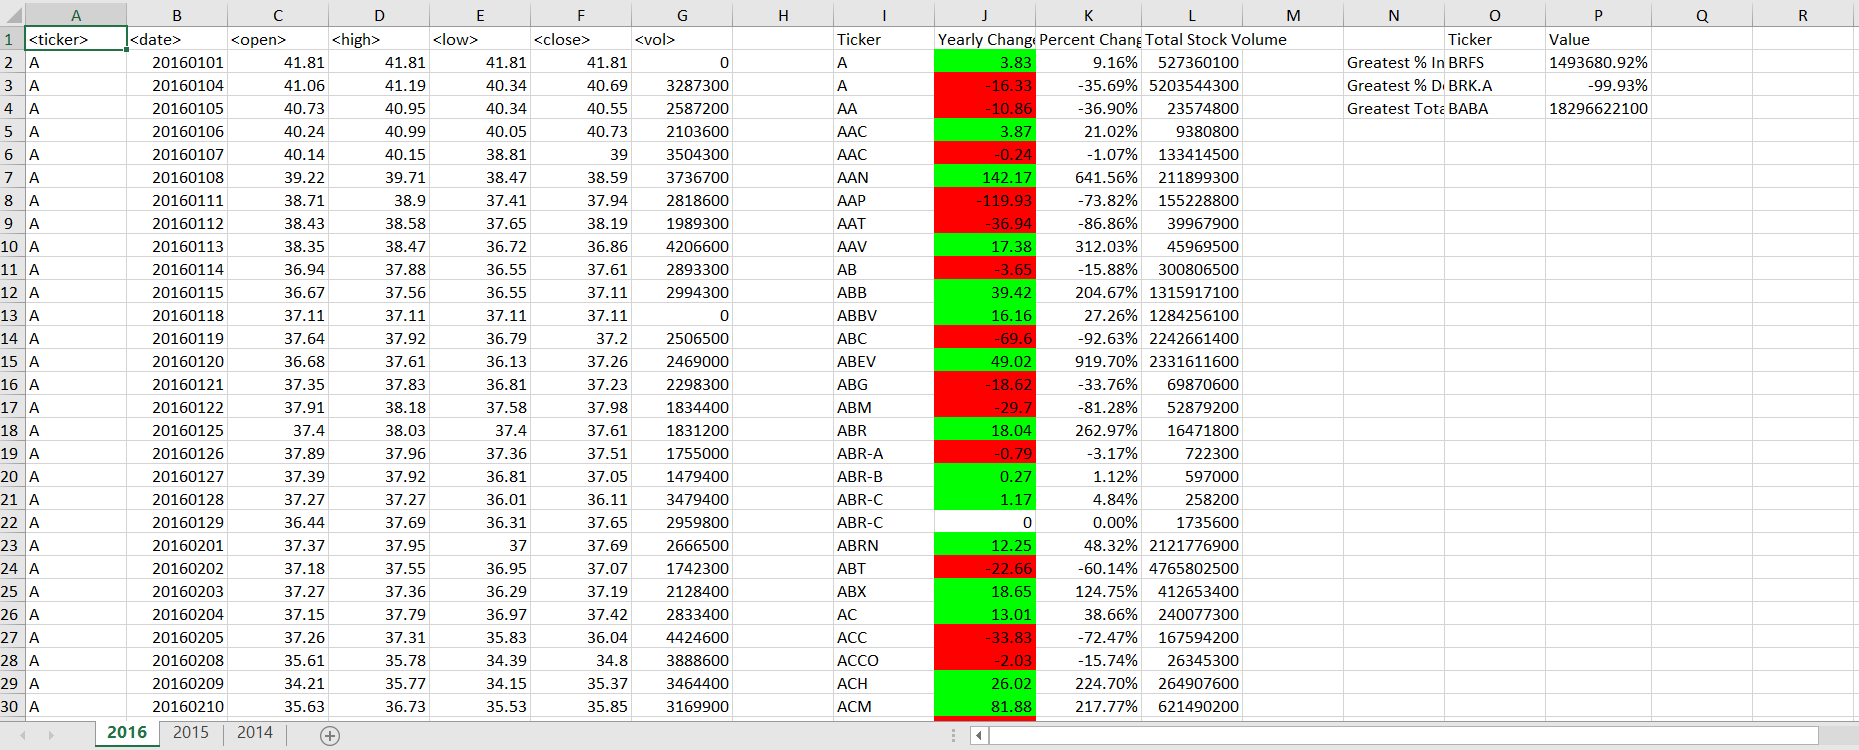 A B C D E F G H I J K L M N O P Q R
1 <ticker> <date> <open> <high> <low> <close> <vol> Ticker Yearly Change Percent Chang Total Stock Volume Ticker Value
2 A 20160101 41.81 41.81 41.81 41.81 0 A 3.83 9.16% 527360100 Greatest % In BRFS 1493680.92%
3 A 20160104 41.06 41.19 40.34 40.69 3287300 A -16.33 -35.69% 5203544300 Greatest % D BRK.A -99.93%
4 A 20160105 40.73 40.95 40.34 40.55 2587200 AA -10.86 -36.90% 23574800 Greatest Tota BABA 18296622100
5 A 20160106 40.24 40.99 40.05 40.73 2103600 AAC 3.87 21.02% 9380800
6 A 20160107 40.14 40.15 38.81 39 3504300 AAC -0.24 -1.07% 133414500
7 A 20160108 39.22 39.71 38.47 38.59 3736700 AAN 142.17 641.56% 211899300
8 A 20160111 38.71 38.9 37.41 37.94 2818600 AAP -119.93 -73.82% 155228800
9 A 20160112 38.43 38.58 37.65 38.19 1989300 AAT -36.94 -86.86% 39967900
10 A 20160113 38.35 38.47 36.72 36.86 4206600 AAV 17.38 312.03% 45969500
11 A 20160114 36.94 37.88 36.55 37.61 2893300 AB -3.65 -15.88% 300806500
12 A 20160115 36.67 37.56 36.55 37.11 2994300 ABB 39.42 204.67% 1315917100
13 A 20160118 37.11 37.11 37.11 37.11 0 ABBV 16.16 27.26% 1284256100
14 A 20160119 37.64 37.92 36.79 37.2 2506500 ABC -69.6 -92.63% 2242661400
15 A 20160120 36.68 37.61 36.13 37.26 2469000 ABEV 49.02 919.70% 2331611600
16 A 20160121 37.35 37.83 36.81 37.23 2298300 ABG -18.62 -33.76% 69870600
17 A 20160122 37.91 38.18 37.58 37.98 1834400 ABM -29.7 -81.28% 52879200
18 A 20160125 37.4 38.03 37.4 37.61 1831200 ABR 18.04 262.97% 16471800
19 A 20160126 37.89 37.96 37.36 37.51 1755000 ABR-A -0.79 -3.17% 722300
20 A 20160127 37.39 37.92 36.81 37.05 1479400 ABR-B 0.27 1.12% 597000
21 A 20160128 37.27 37.27 36.01 36.11 3479400 ABR-C 1.17 4.84% 258200
22 A 20160129 36.44 37.69 36.31 37.65 2959800 ABR-C 0 0.00% 1735600
23 A 20160201 37.37 37.95 37 37.69 2666500 ABRN 12.25 48.32% 2121776900
24 A 20160202 37.18 37.55 36.95 37.07 1742300 ABT -22.66 -60.14% 4765802500
25 A 20160203 37.27 37.36 36.29 37.19 2128400 ABX 18.65 124.75% 412653400
26 A 20160204 37.15 37.79 36.97 37.42 2833400 AC 13.01 38.66% 240077300
27 A 20160205 37.26 37.31 35.83 36.04 4424600 ACC -33.83 -72.47% 167594200
28 A 20160208 35.61 35.78 34.39 34.8 3888600 ACCO -2.03 -15.74% 26345300
29 A 20160209 34.21 35.77 34.15 35.37 3464400 ACH 26.02 224.70% 264907600
30 A 20160210 35.63 36.73 35.53 35.85 3169900 ACM 81.88 217.77% 621490200
2016 2015 2014